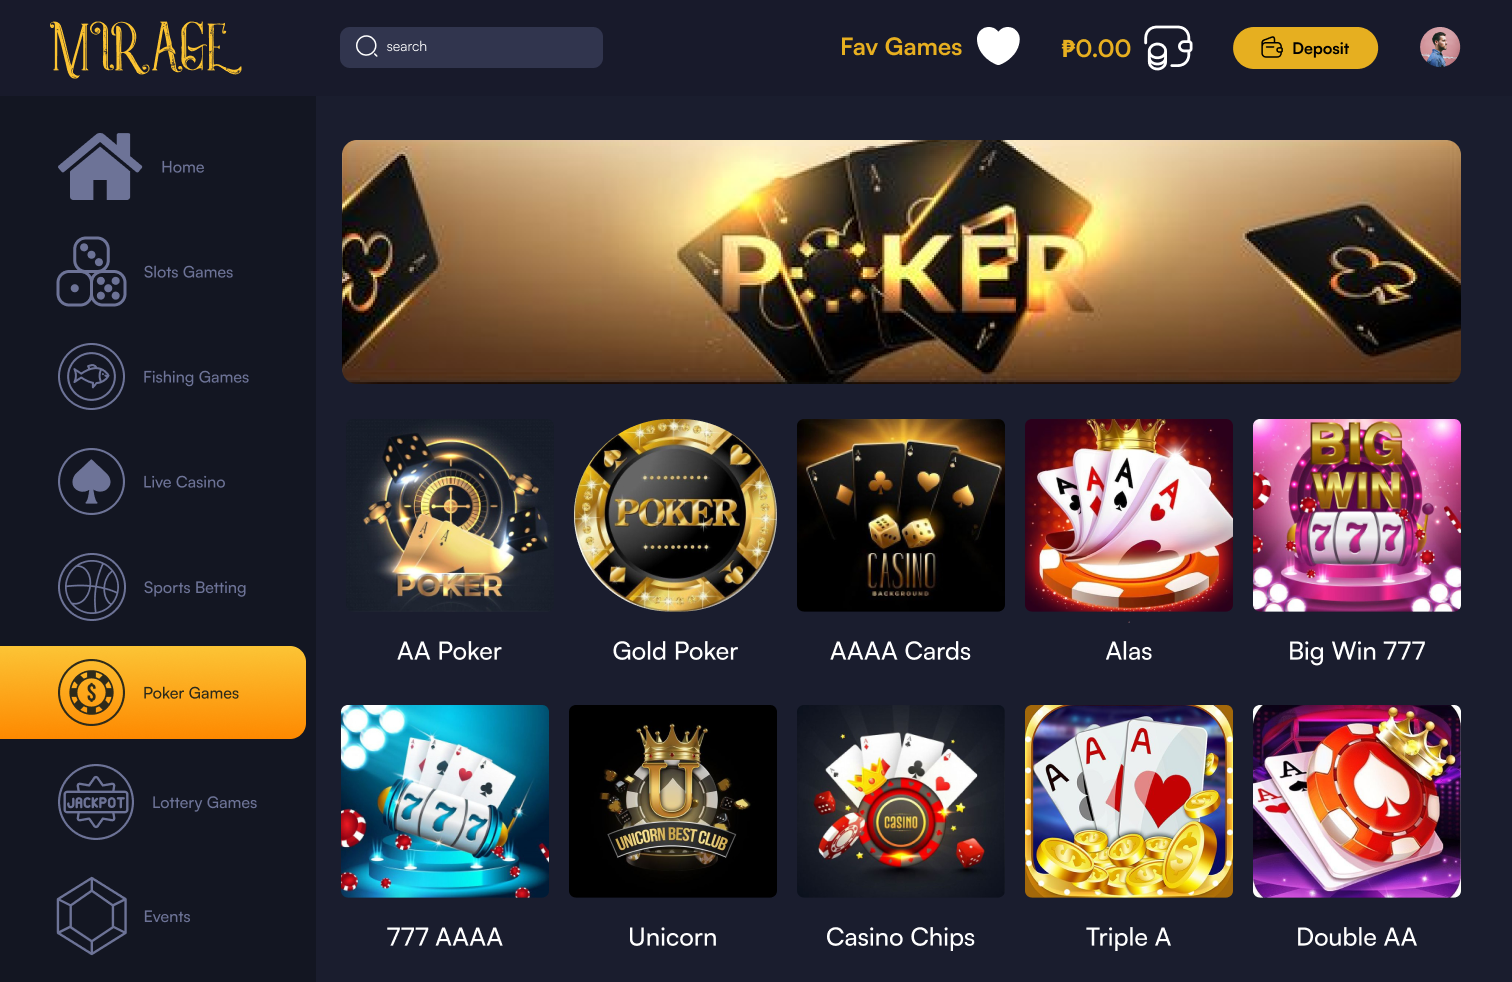 MIRAGE
search
Fav Games
₱0.00
Deposit
Home
Slots Games
Fishing Games
Live Casino
Sports Betting
$
Poker Games
JACKPOT
Lottery Games
Events
POKER
POKER
AA Poker
POKER
Gold Poker
CASINO
BACKGROUND
AAAA Cards
A A A A
Alas
BIG
WIN
777
Big Win 777
777
777 AAAA
U
UNICORN BEST CLUB
Unicorn
CASINO
Casino Chips
A A A
Triple A
A A
Double AA